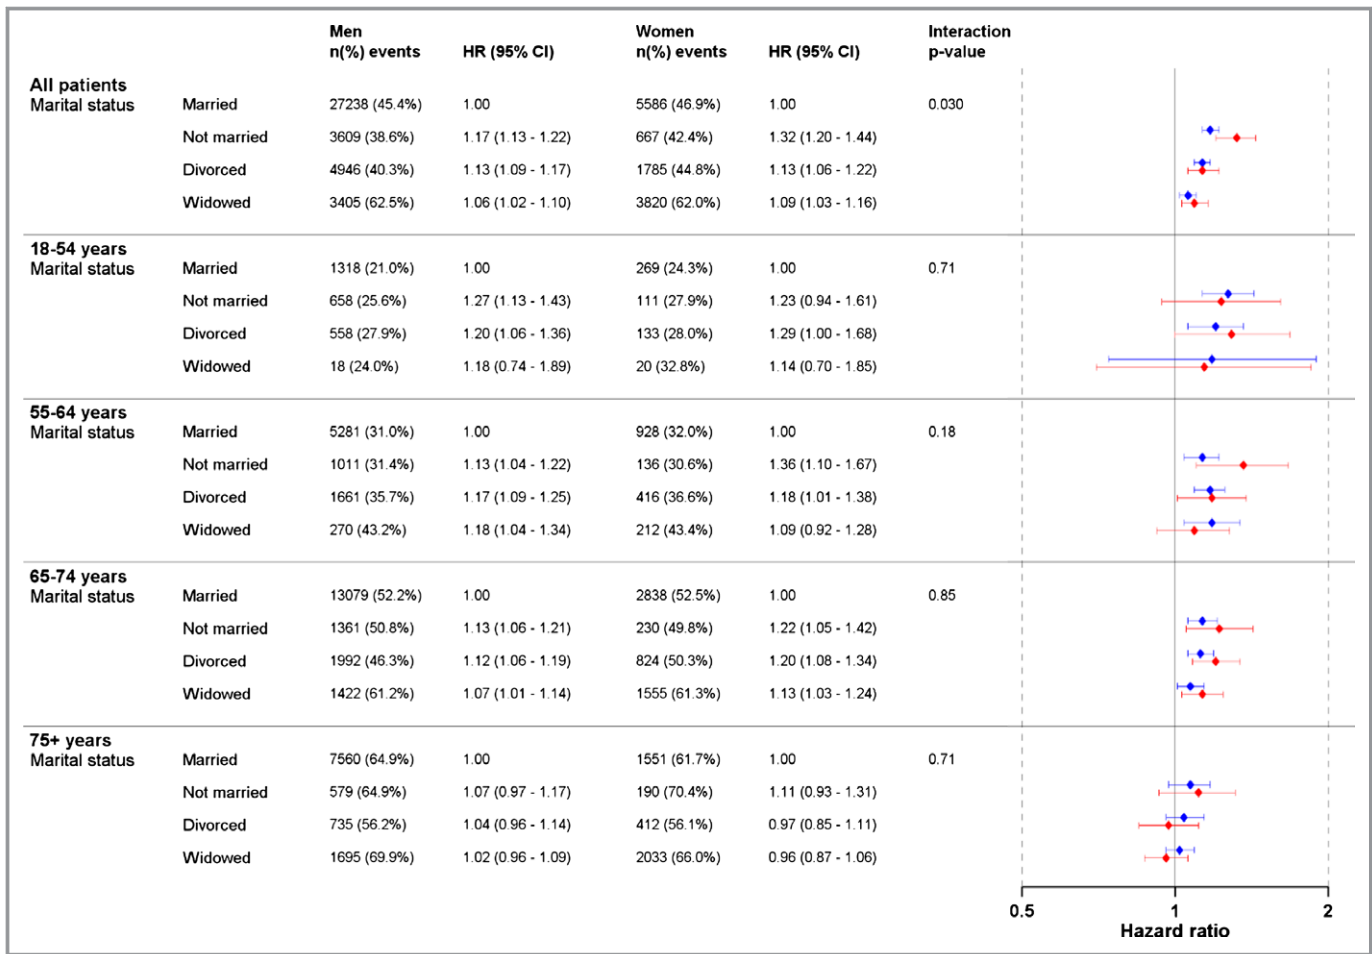 Men Women Interaction
n(%) events HR (95% CI) n(%) events HR (95% CI) p-value
All patients
Marital status Married 27238 (45.4%) 1.00 5586 (46.9%) 1.00 0.030
Not married 3609 (38.6%) 1.17 (1.13 - 1.22) 667 (42.4%) 1.32 (1.20 - 1.44)
Divorced 4946 (40.3%) 1.13 (1.09 - 1.17) 1785 (44.8%) 1.13 (1.06 - 1.22)
Widowed 3405 (62.5%) 1.06 (1.02 - 1.10) 3820 (62.0%) 1.09 (1.03 - 1.16)
18-54 years
Marital status Married 1318 (21.0%) 1.00 269 (24.3%) 1.00 0.71
Not married 658 (25.6%) 1.27 (1.13 - 1.43) 111 (27.9%) 1.23 (0.94 - 1.61)
Divorced 558 (27.9%) 1.20 (1.06 - 1.36) 133 (28.0%) 1.29 (1.00 - 1.68)
Widowed 18 (24.0%) 1.18 (0.74 - 1.89) 20 (32.8%) 1.14 (0.70 - 1.85)
55-64 years
Marital status Married 5281 (31.0%) 1.00 928 (32.0%) 1.00 0.18
Not married 1011 (31.4%) 1.13 (1.04 - 1.22) 136 (30.6%) 1.36 (1.10 - 1.67)
Divorced 1661 (35.7%) 1.17 (1.09 - 1.25) 416 (36.6%) 1.18 (1.01 - 1.38)
Widowed 270 (43.2%) 1.18 (1.04 - 1.34) 212 (43.4%) 1.09 (0.92 - 1.28)
65-74 years
Marital status Married 13079 (52.2%) 1.00 2838 (52.5%) 1.00 0.85
Not married 1361 (50.8%) 1.13 (1.06 - 1.21) 230 (49.8%) 1.22 (1.05 - 1.42)
Divorced 1992 (46.3%) 1.12 (1.06 - 1.19) 824 (50.3%) 1.20 (1.08 - 1.34)
Widowed 1422 (61.2%) 1.07 (1.01 - 1.14) 1555 (61.3%) 1.13 (1.03 - 1.24)
75+ years
Marital status Married 7560 (64.9%) 1.00 1551 (61.7%) 1.00 0.71
Not married 579 (64.9%) 1.07 (0.97 - 1.17) 190 (70.4%) 1.11 (0.93 - 1.31)
Divorced 735 (56.2%) 1.04 (0.96 - 1.14) 412 (56.1%) 0.97 (0.85 - 1.11)
Widowed 1695 (69.9%) 1.02 (0.96 - 1.09) 2033 (66.0%) 0.96 (0.87 - 1.06)
0.5 1 2
Hazard ratio